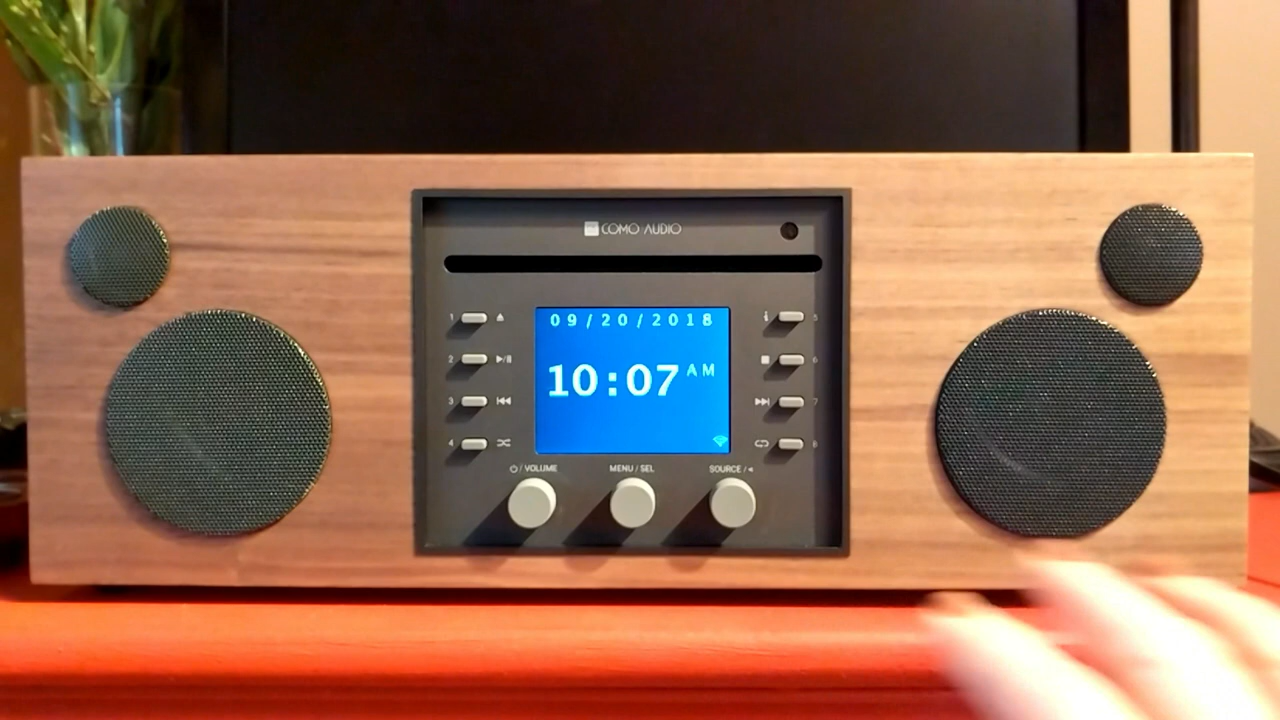 COMO AUDIO
09/20/2018
10:07 AM
1
5
2
6
3
7
4
8
/ VOLUME
MENU / SEL
SOURCE /